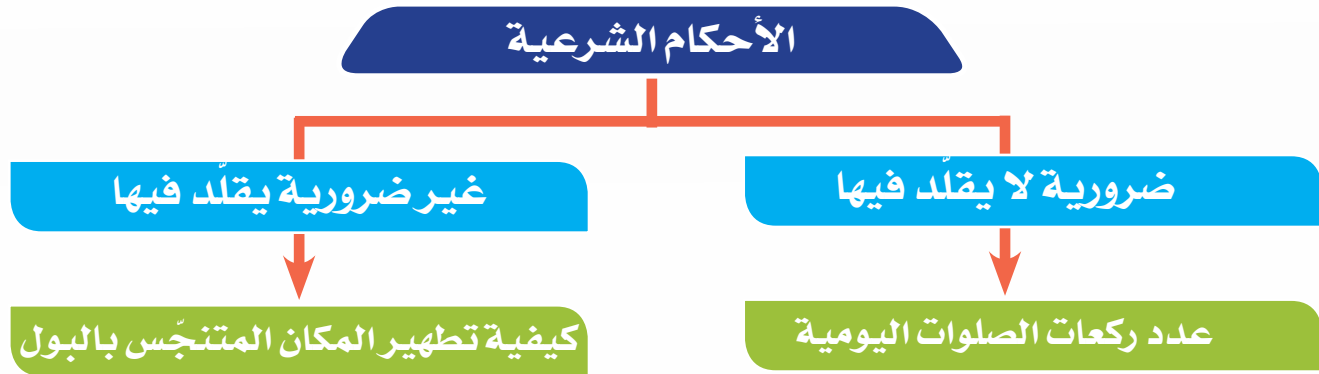 الأحكام الشرعية
ضرورية لا يقلّد فيها
غير ضرورية يقلّد فيها
عدد ركعات الصلوات اليومية
كيفية تطهير المكان المتنجّس بالبول